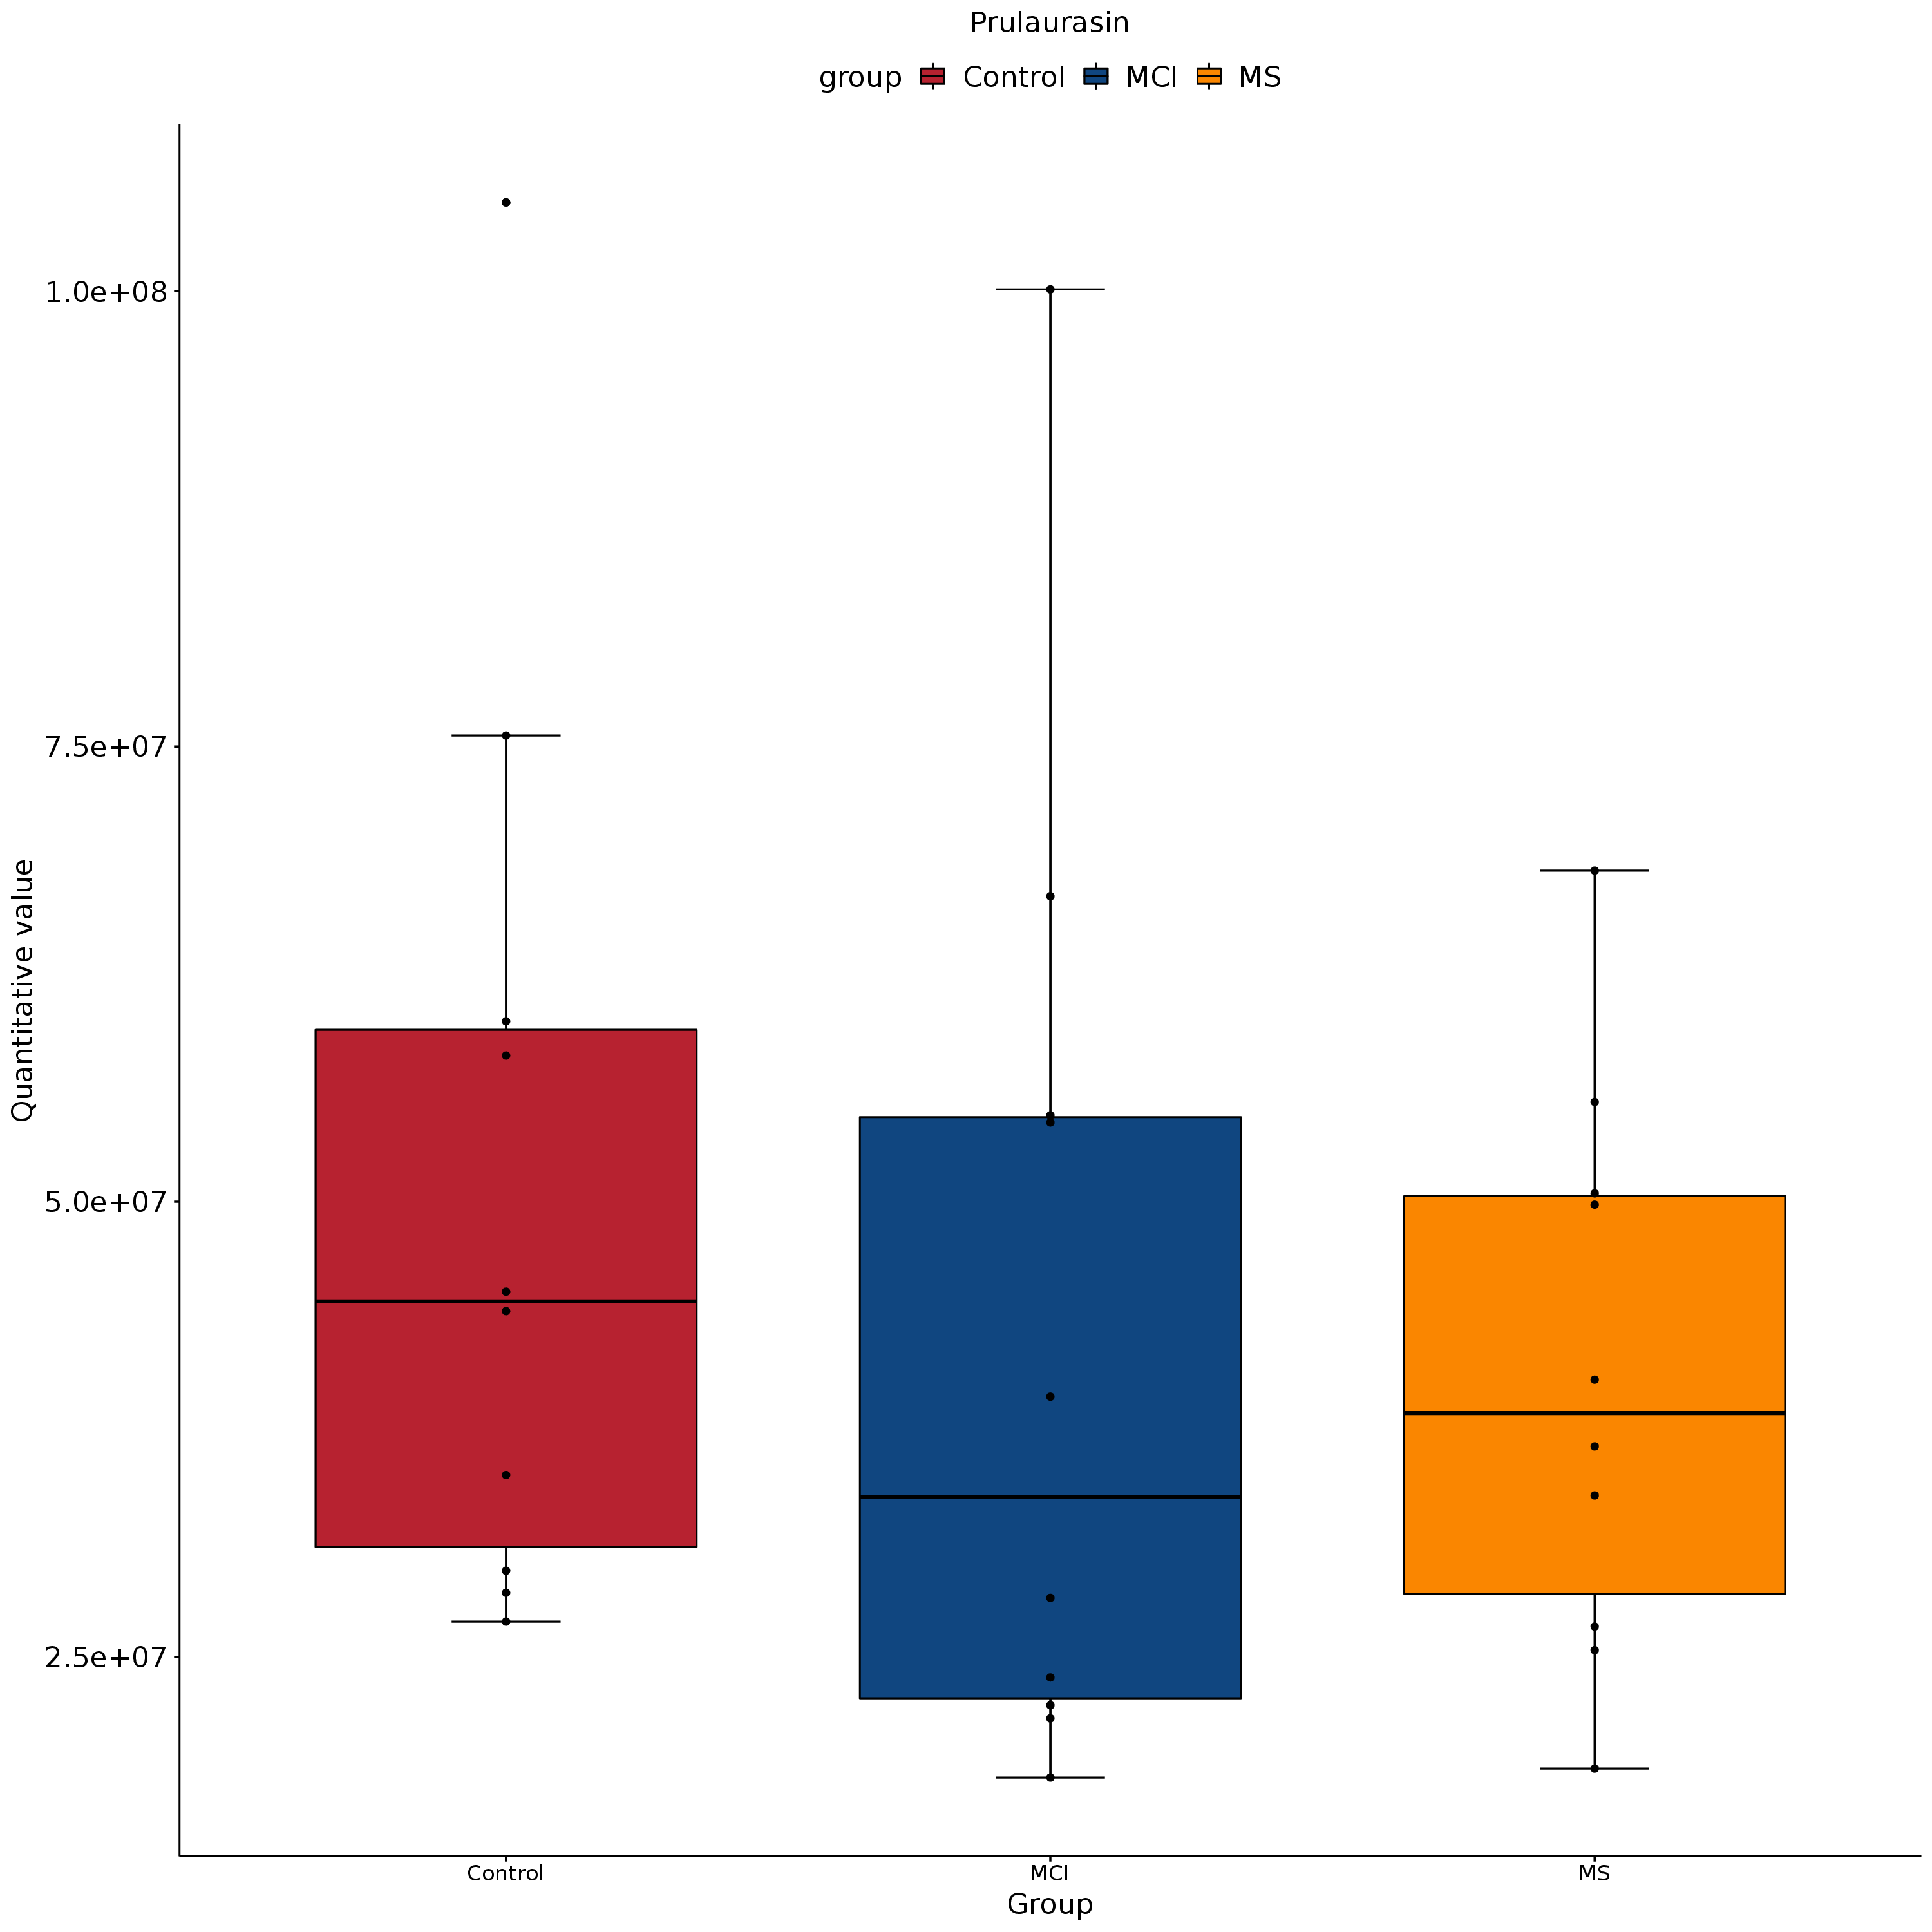 Prulaurasin
group Control MCI MS
1.0e+08
7.5e+07
5.0e+07
2.5e+07
Quantitative value
Control MCI MS
Group